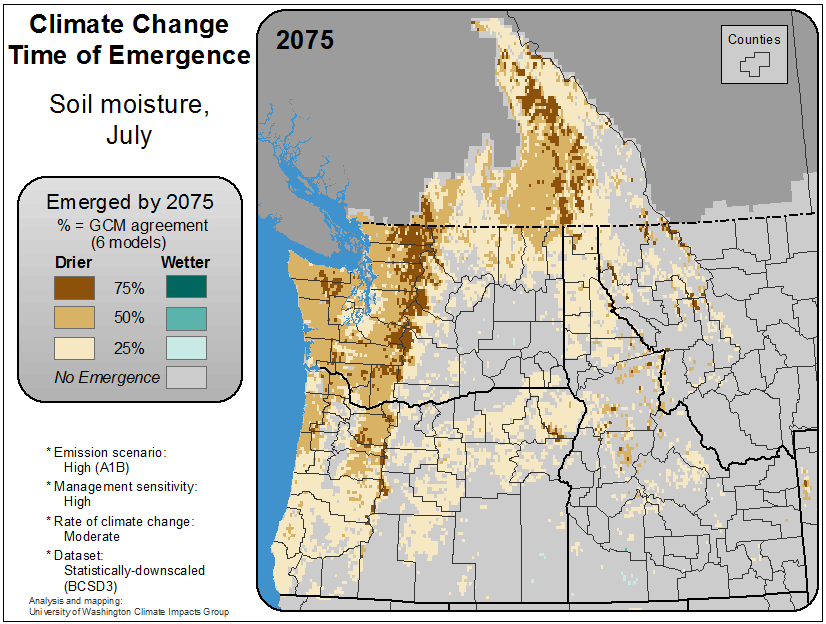 Climate Change
Time of Emergence
Soil moisture,
July
Emerged by 2075
% = GCM agreement
(6 models)
Drier Wetter
75%
50%
25%
No Emergence
* Emission scenario:
High (A1B)
* Management sensitivity:
High
* Rate of climate change:
Moderate
* Dataset:
Statistically-downscaled
(BCSD3)
Analysis and mapping:
University of Washington Climate Impacts Group
2075
Counties